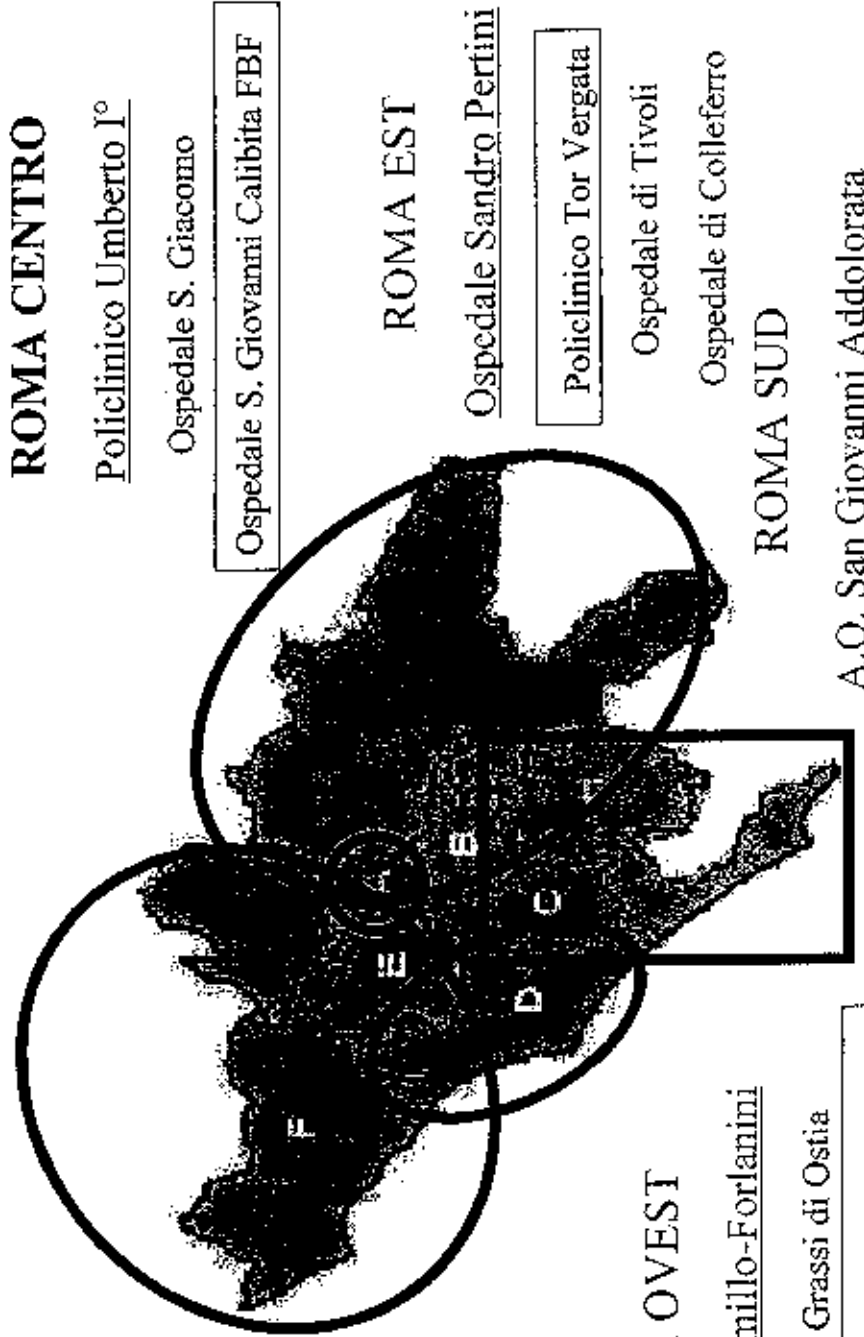 ROMA CENTRO
Policlinico Umberto I°
Ospedale S. Giacomo
Ospedale S. Giovanni Calibita FBF
ROMA EST
Ospedale Sandro Pertini
Policlinico Tor Vergata
Ospedale di Tivoli
Ospedale di Colleferro
ROMA SUD
A.O. San Giovanni Addolorata
OVEST
millo-Forlanini
Grassi di Ostia